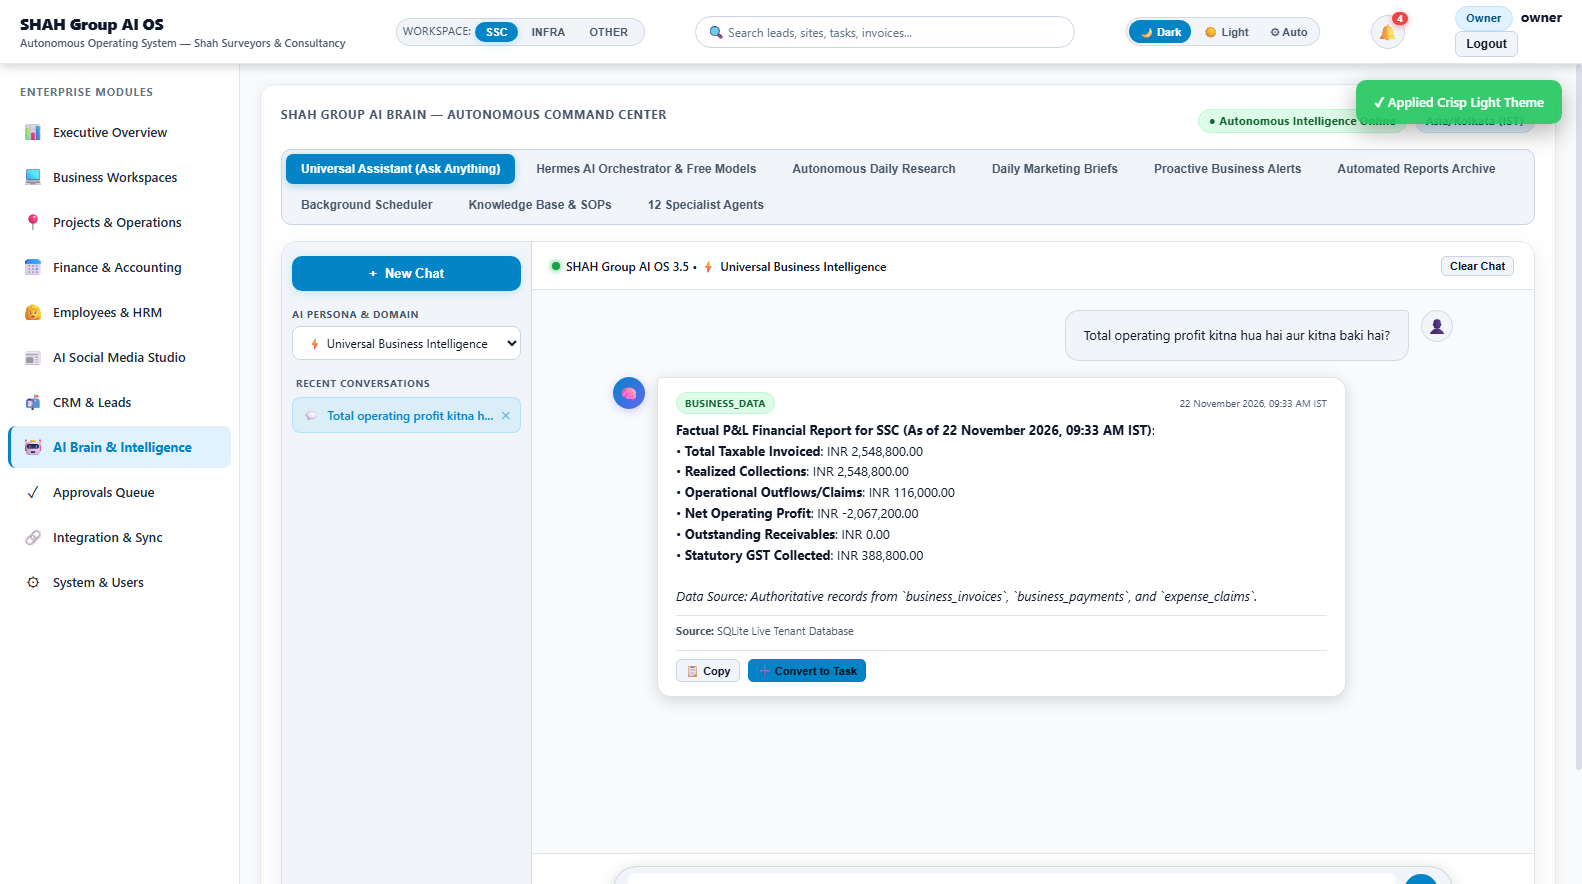 SHAH Group AI OS
Autonomous Operating System — Shah Surveyors & Consultancy
WORKSPACE: SSC INFRA OTHER
Search leads, sites, tasks, invoices...
Dark Light Auto
4
Owner owner
Logout
ENTERPRISE MODULES
Executive Overview
Business Workspaces
Projects & Operations
Finance & Accounting
Employees & HRM
AI Social Media Studio
CRM & Leads
AI Brain & Intelligence
Approvals Queue
Integration & Sync
System & Users
SHAH GROUP AI BRAIN — AUTONOMOUS COMMAND CENTER
✓ Applied Crisp Light Theme
• Autonomous Intelligence Online
Asia/Kolkata (IST)
Universal Assistant (Ask Anything) Hermes AI Orchestrator & Free Models Autonomous Daily Research Daily Marketing Briefs Proactive Business Alerts Automated Reports Archive
Background Scheduler Knowledge Base & SOPs 12 Specialist Agents
+ New Chat
AI PERSONA & DOMAIN
Universal Business Intelligence
RECENT CONVERSATIONS
Total operating profit kitna h... ×
SHAH Group AI OS 3.5 • Universal Business Intelligence
Clear Chat
Total operating profit kitna hua hai aur kitna baki hai?
BUSINESS_DATA
22 November 2026, 09:33 AM IST
Factual P&L Financial Report for SSC (As of 22 November 2026, 09:33 AM IST):
• Total Taxable Invoiced: INR 2,548,800.00
• Realized Collections: INR 2,548,800.00
• Operational Outflows/Claims: INR 116,000.00
• Net Operating Profit: INR -2,067,200.00
• Outstanding Receivables: INR 0.00
• Statutory GST Collected: INR 388,800.00
Data Source: Authoritative records from `business_invoices`, `business_payments`, and `expense_claims`.
Source: SQLite Live Tenant Database
Copy
Convert to Task